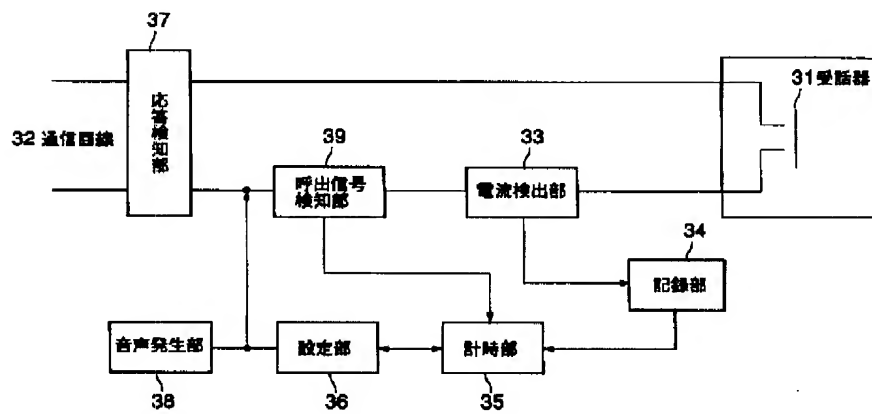 37
応答検知部
32 通信回線
39
呼出信号
検知部
33
電流検出部
31 受話器
34
記録部
音声発生部
38
設定部
36
計時部
35